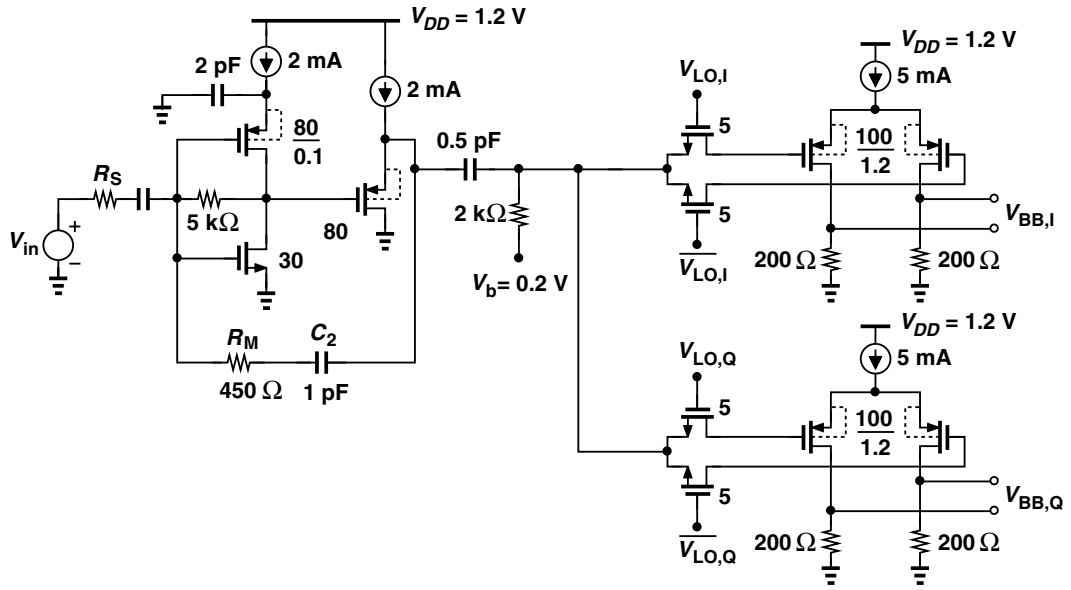 V_DD = 1.2 V
2 mA
2 pF
2 mA
80
0.1
R_S
5 kΩ
80
V_in
+
−
30
R_M
450 Ω
C_2
1 pF
0.5 pF
2 kΩ
V_b= 0.2 V
V_LO,I
5
5
V_LO,I
V_DD = 1.2 V
5 mA
100
1.2
V_BB,I
200 Ω
200 Ω
V_LO,Q
5
5
V_LO,Q
V_DD = 1.2 V
5 mA
100
1.2
V_BB,Q
200 Ω
200 Ω